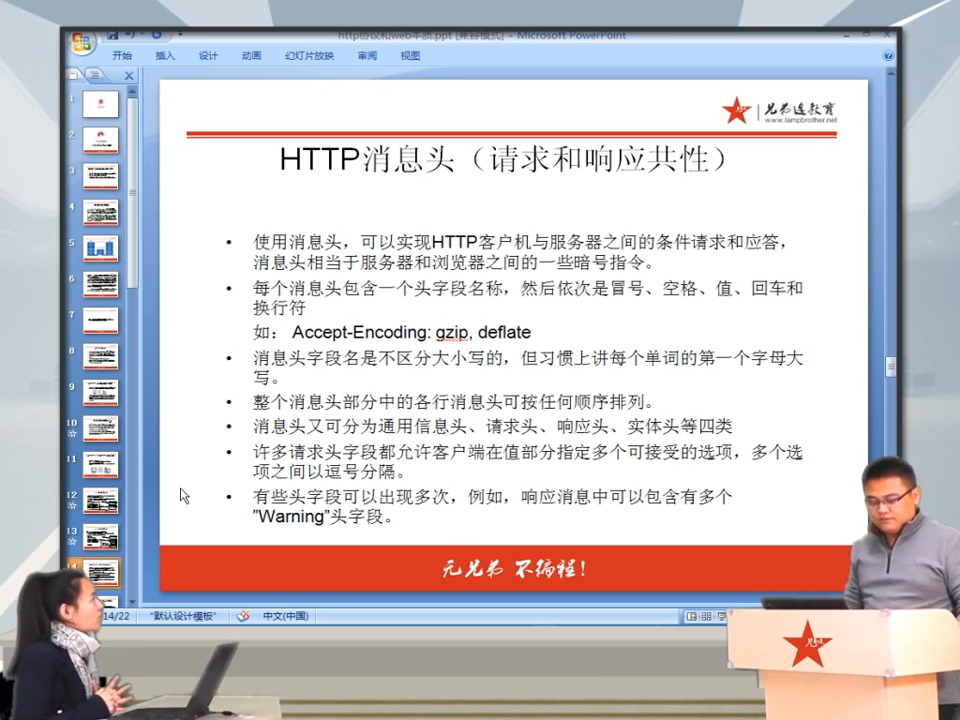 http协议和web本质.ppt [兼容模式] - Microsoft PowerPoint
开始 插入 设计 动画 幻灯片放映 审阅 视图
兄弟连教育
www.lampbrother.net
HTTP消息头（请求和响应共性）
• 使用消息头，可以实现HTTP客户机与服务器之间的条件请求和应答，
消息头相当于服务器和浏览器之间的一些暗号指令。
• 每个消息头包含一个头字段名称，然后依次是冒号、空格、值、回车和
换行符
如： Accept-Encoding: gzip, deflate
• 消息头字段名是不区分大小写的，但习惯上讲每个单词的第一个字母大
写。
• 整个消息头部分中的各行消息头可按任何顺序排列。
• 消息头又可分为通用信息头、请求头、响应头、实体头等四类
• 许多请求头字段都允许客户端在值部分指定多个可接受的选项，多个选
项之间以逗号分隔。
• 有些头字段可以出现多次，例如，响应消息中可以包含有多个
”Warning”头字段。
无兄弟 不编程！
1
2
3
4
5
6
7
8
9
10
11
12
13
14/22 "默认设计模板" 中文(中国)